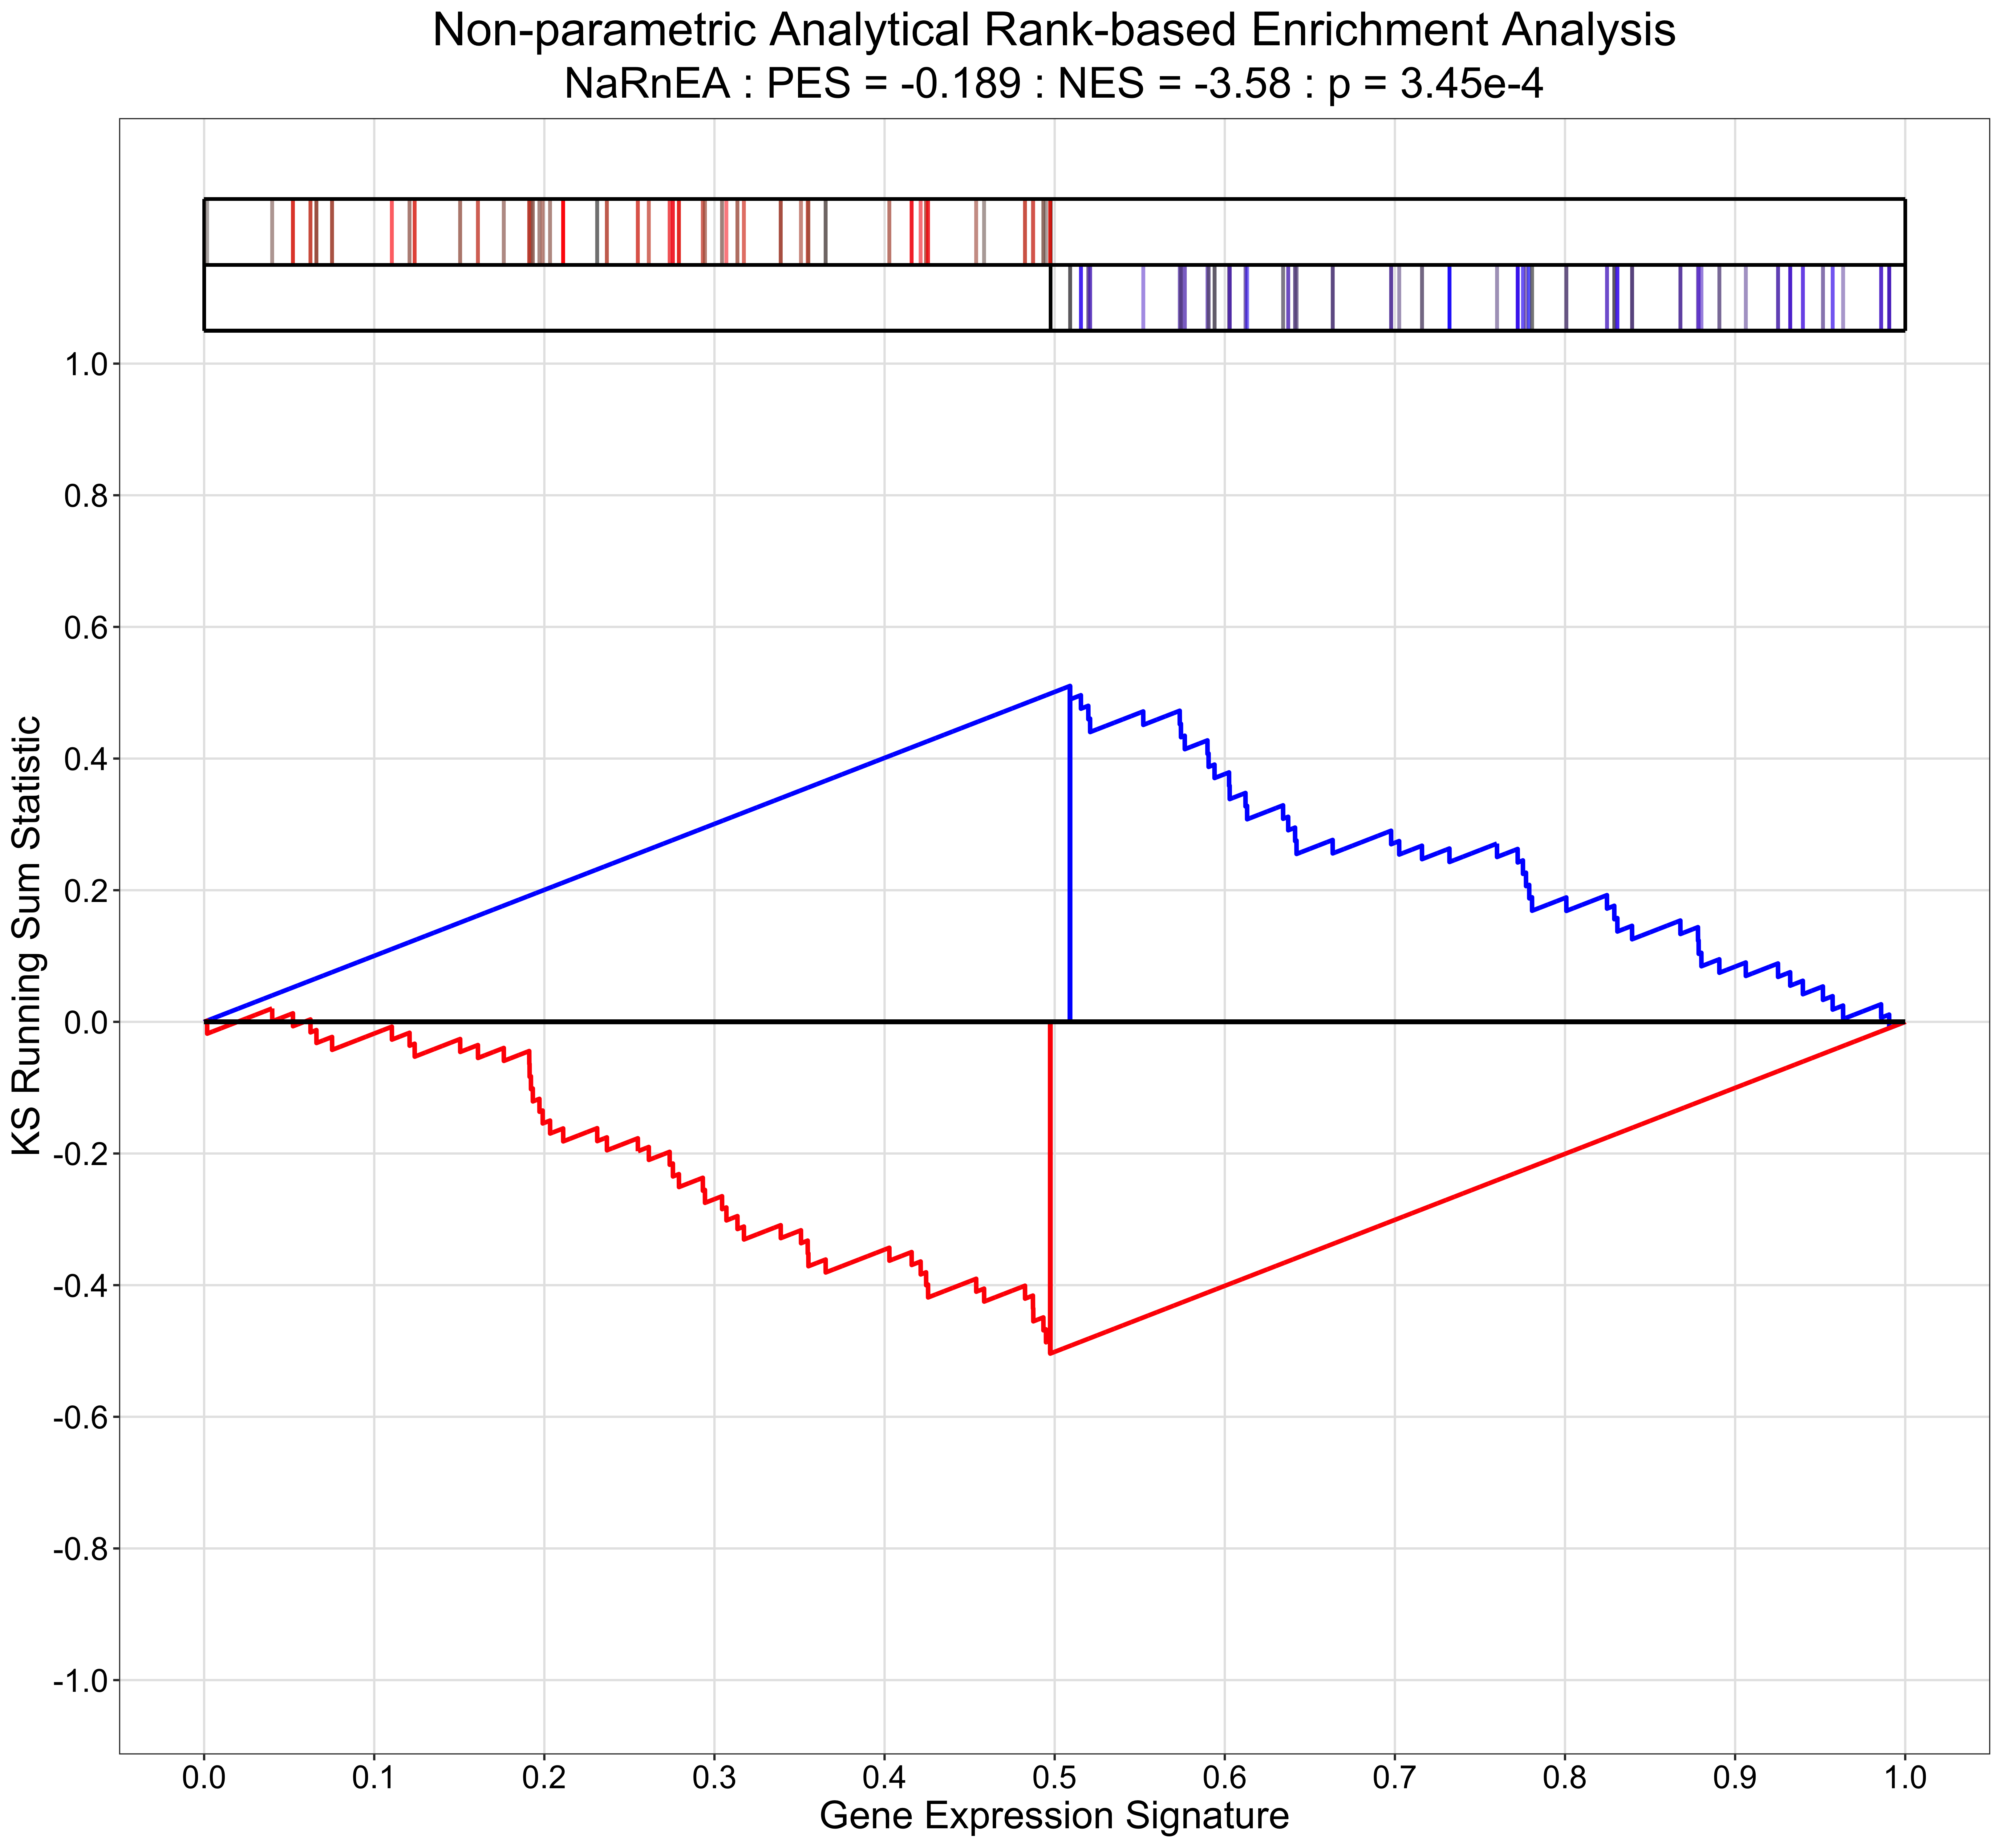 Non-parametric Analytical Rank-based Enrichment Analysis
NaRnEA : PES = -0.189 : NES = -3.58 : p = 3.45e-4
KS Running Sum Statistic
1.0
0.8
0.6
0.4
0.2
0.0
-0.2
-0.4
-0.6
-0.8
-1.0
0.0 0.1 0.2 0.3 0.4 0.5 0.6 0.7 0.8 0.9 1.0
Gene Expression Signature